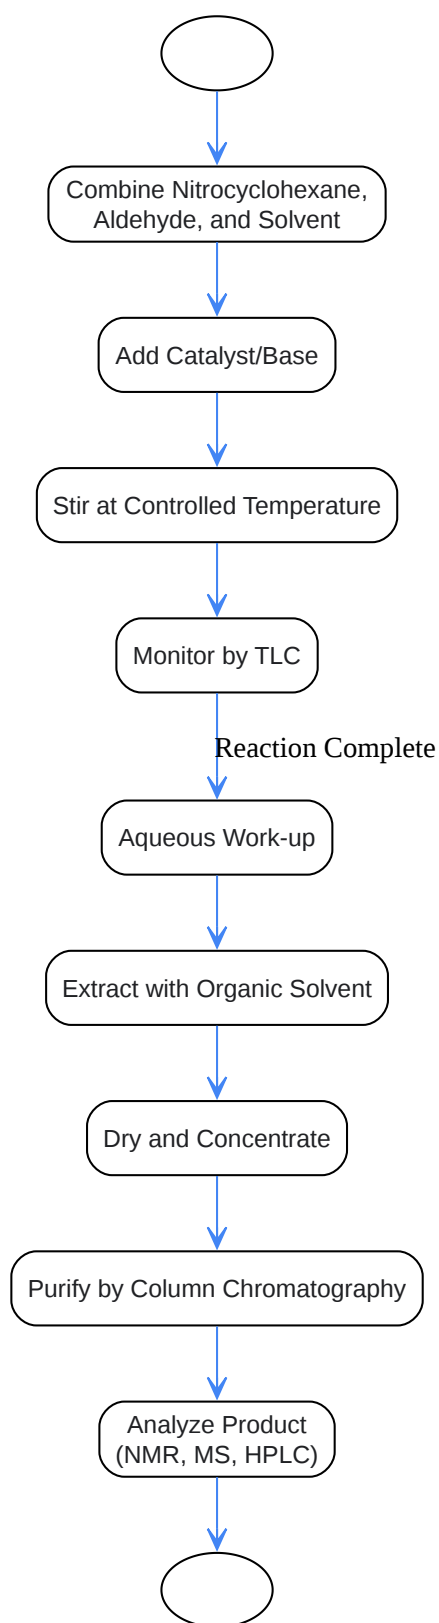 Combine Nitrocyclohexane,
Aldehyde, and Solvent
Add Catalyst/Base
Stir at Controlled Temperature
Monitor by TLC
Reaction Complete
Aqueous Work-up
Extract with Organic Solvent
Dry and Concentrate
Purify by Column Chromatography
Analyze Product
(NMR, MS, HPLC)